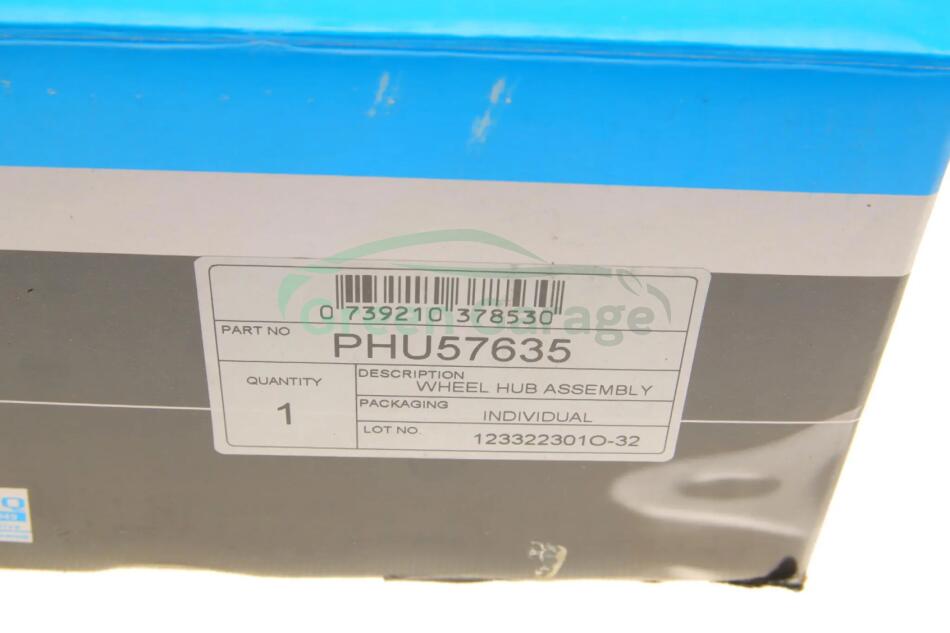 0 739210 378530
Green Garage
PART NO
PHU57635
QUANTITY
1
DESCRIPTION
WHEEL HUB ASSEMBLY
PACKAGING
INDIVIDUAL
LOT NO.
123322301O-32